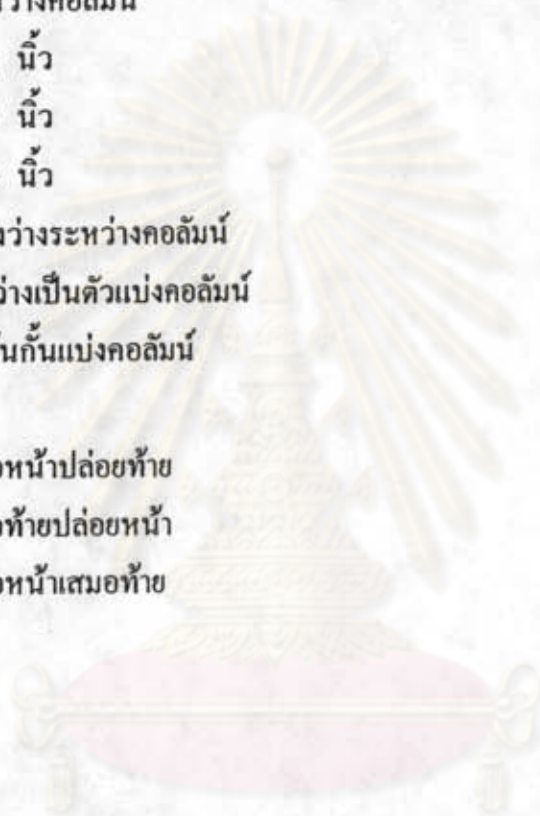 นิ้ว
นิ้ว
นิ้ว
ว่างระหว่างคอลัมน์
ว่างเป็นตัวแบ่งคอลัมน์
กั้นแบ่งคอลัมน์
หน้าปล่อยท้าย
ท้ายปล่อยหน้า
หน้าเสมอท้าย